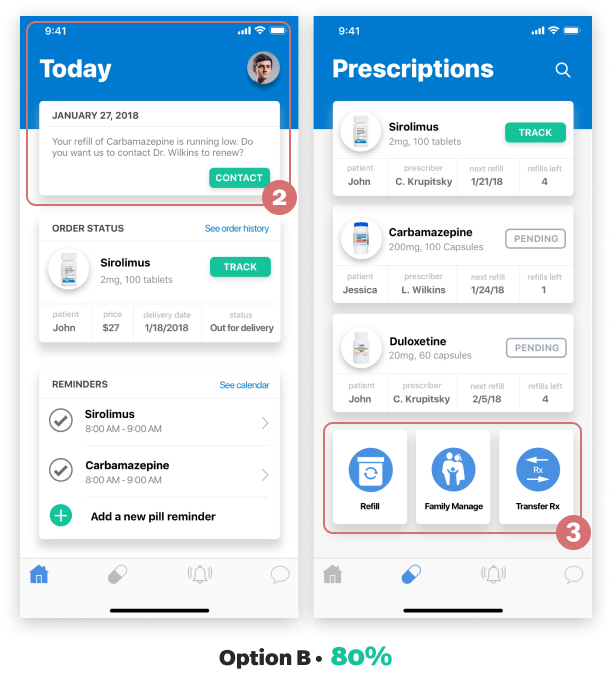 9:41
Today
JANUARY 27, 2018
Your refill of Carbamazepine is running low. Do
you want us to contact Dr. Wilkins to renew?
CONTACT
2
ORDER STATUS See order history
Sirolimus
2mg, 100 tablets
TRACK
patient price delivery date status
John $27 1/18/2018 Out for delivery
REMINDERS See calendar
Sirolimus
8:00 AM - 9:00 AM
Carbamazepine
8:00 AM - 9:00 AM
Add a new pill reminder
9:41
Prescriptions
Sirolimus
2mg, 100 tablets
TRACK
patient prescriber next refill refills left
John C. Krupitsky 1/21/18 4
Carbamazepine
200mg, 100 Capsules
PENDING
patient prescriber next refill refills left
Jessica L. Wilkins 1/24/18 1
Duloxetine
20mg, 60 capsules
PENDING
patient prescriber next refill refills left
John C. Krupitsky 2/5/18 4
Rx
Refill Family Manage Transfer Rx
3
Option B • 80%